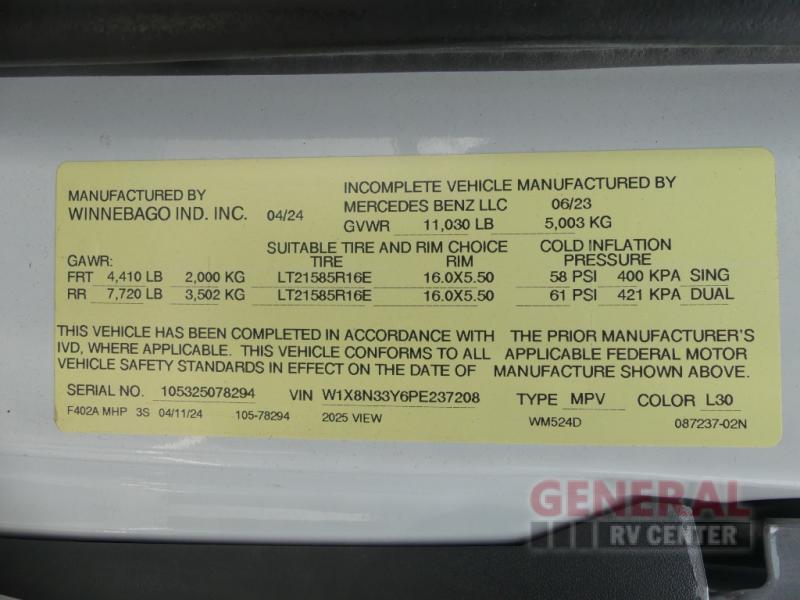 MANUFACTURED BY
WINNEBAGO IND. INC. 04/24
INCOMPLETE VEHICLE MANUFACTURED BY
MERCEDES BENZ LLC 06/23
GVWR 11,030 LB 5,003 KG
SUITABLE TIRE AND RIM CHOICE COLD INFLATION
GAWR: TIRE RIM PRESSURE
FRT 4,410 LB 2,000 KG LT21585R16E 16.0X5.50 58 PSI 400 KPA SING
RR 7,720 LB 3,502 KG LT21585R16E 16.0X5.50 61 PSI 421 KPA DUAL
THIS VEHICLE HAS BEEN COMPLETED IN ACCORDANCE WITH THE PRIOR MANUFACTURER'S
IVD, WHERE APPLICABLE. THIS VEHICLE CONFORMS TO ALL APPLICABLE FEDERAL MOTOR
VEHICLE SAFETY STANDARDS IN EFFECT ON THE DATE OF MANUFACTURE SHOWN ABOVE.
SERIAL NO. 105325078294 VIN W1X8N33Y6PE237208 TYPE MPV COLOR L30
F402A MHP 3S 04/11/24 105-78294 2025 VIEW WM524D 087237-02N
GENERAL
RV CENTER